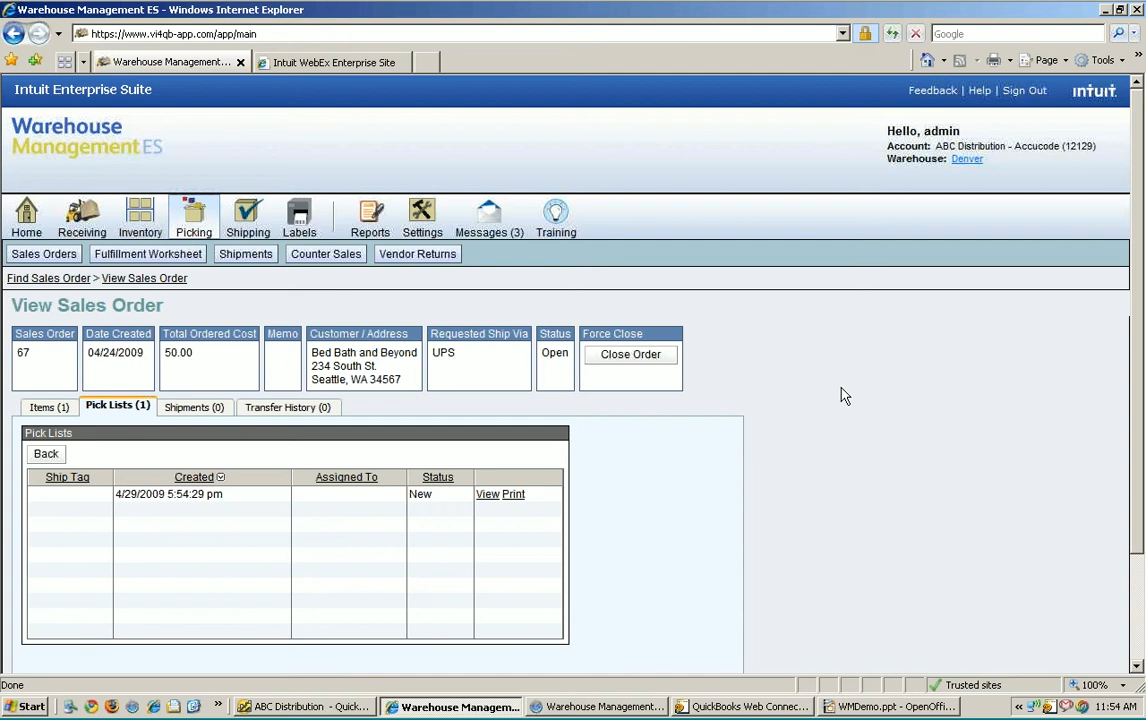 Warehouse Management ES - Windows Internet Explorer
https://www.vi4qb-app.com/app/main
Google
Warehouse Management...
Intuit WebEx Enterprise Site
Page
Tools
Intuit Enterprise Suite
Feedback | Help | Sign Out
intuit.
Warehouse
ManagementES
Hello, admin
Account: ABC Distribution - Accucode (12129)
Warehouse: Denver
Home
Receiving
Inventory
Picking
Shipping
Labels
Reports
Settings
Messages (3)
Training
Sales Orders
Fulfillment Worksheet
Shipments
Counter Sales
Vendor Returns
Find Sales Order > View Sales Order
View Sales Order
Sales Order Date Created Total Ordered Cost Memo Customer / Address Requested Ship Via Status Force Close
67 04/24/2009 50.00 Bed Bath and Beyond UPS Open Close Order
234 South St.
Seattle, WA 34567
Items (1) Pick Lists (1) Shipments (0) Transfer History (0)
Pick Lists
Back
Ship Tag Created Assigned To Status
4/29/2009 5:54:29 pm New View Print
Done
Trusted sites
100%
Start
»
ABC Distribution - Quick...
Warehouse Managem...
Warehouse Managem...
QuickBooks Web Connec...
WMDemo.ppt - OpenOffi...
«
11:54 AM